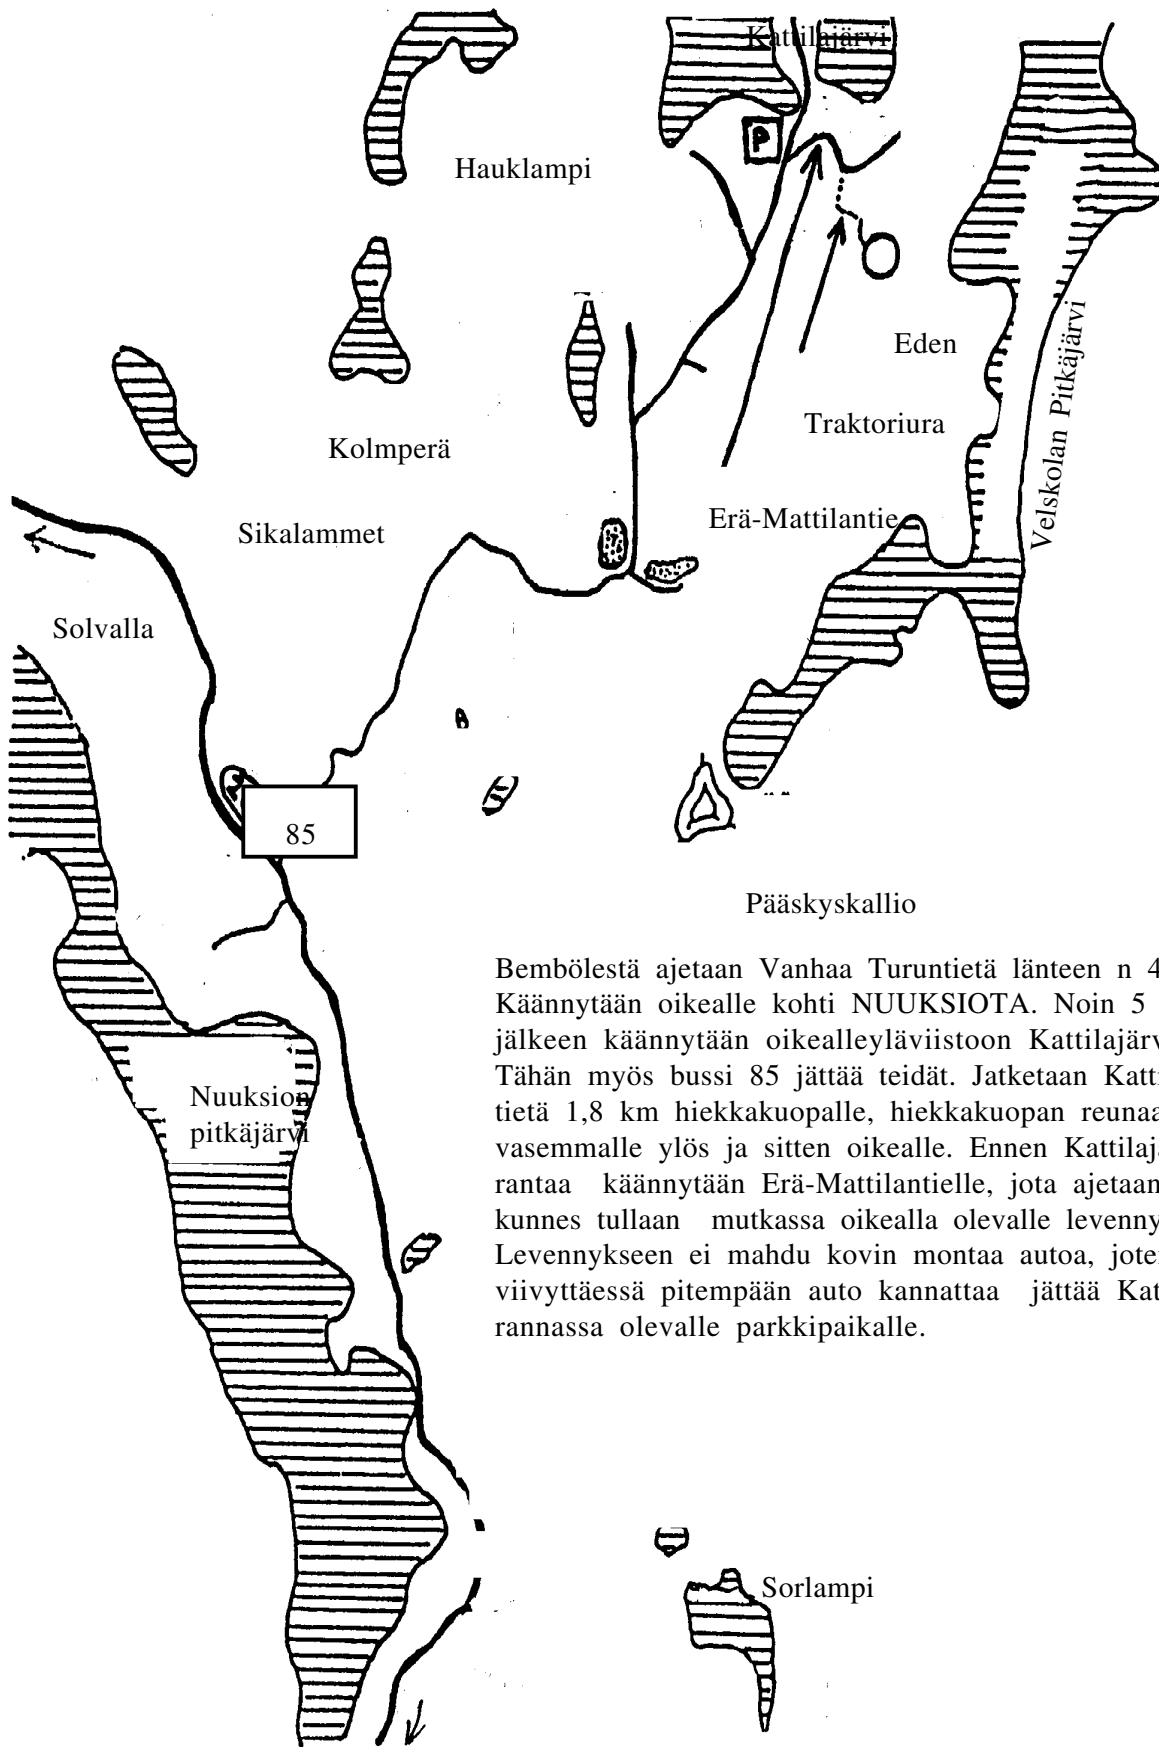 Kattilajärvi
P
Hauklampi
Eden
Velskolan Pitkäjärvi
Traktoriura
Kolmperä
Erä-Mattilantie
Sikalammet
Solvalla
85
Pääskyskallio
Bembölestä ajetaan Vanhaa Turuntietä länteen n 4
Käännytään oikealle kohti NUUKSIOTA. Noin 5
jälkeen käännytään oikealleyläviistoon Kattilajärv
Tähän myös bussi 85 jättää teidät. Jatketaan Katt
tietä 1,8 km hiekkakuopalle, hiekkakuopan reunaa
vasemmalle ylös ja sitten oikealle. Ennen Kattilaj
rantaa käännytään Erä-Mattilantielle, jota ajetaan
kunnes tullaan mutkassa oikealla olevalle levenny
Levennykseen ei mahdu kovin montaa autoa, jote
viivyttäessä pitempään auto kannattaa jättää Kat
rannassa olevalle parkkipaikalle.
Nuuksion
pitkäjärvi
Sorlampi